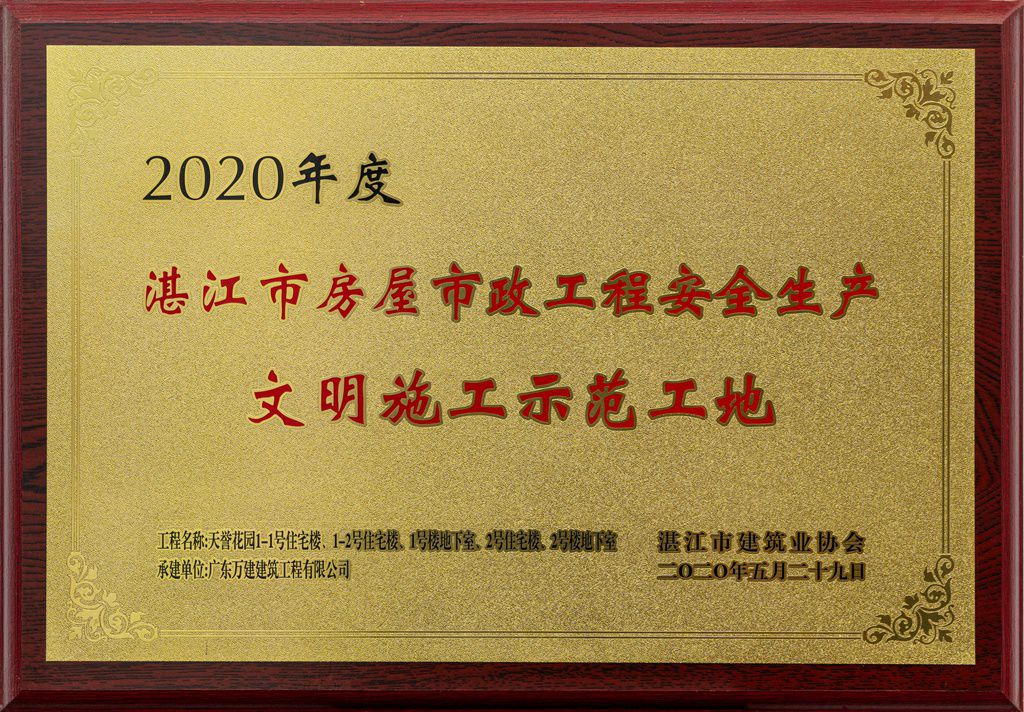 2020年度
湛江市房屋市政工程安全生产
文明施工示范工地
工程名称:天誉花园1-1号住宅楼、1-2号住宅楼、1号楼地下室、2号住宅楼、2号楼地下室
承建单位:广东万建建筑工程有限公司
湛江市建筑业协会
二〇二〇年五月二十九日